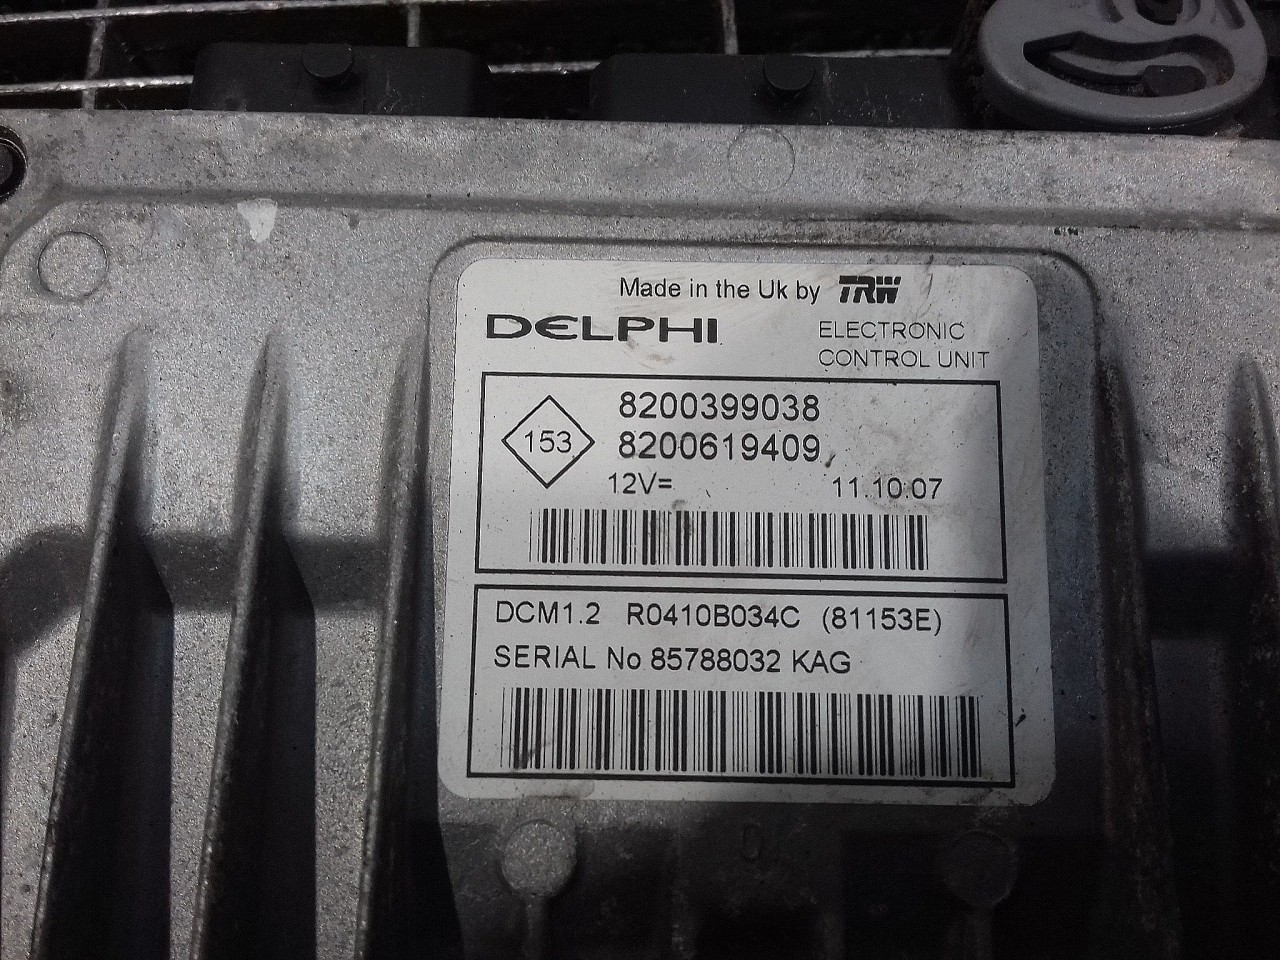 Made in the Uk by TRW
DELPHI ELECTRONIC
CONTROL UNIT
8200399038
153 8200619409
12V= 11.10.07
DCM1.2 R0410B034C (81153E)
SERIAL No 85788032 KAG